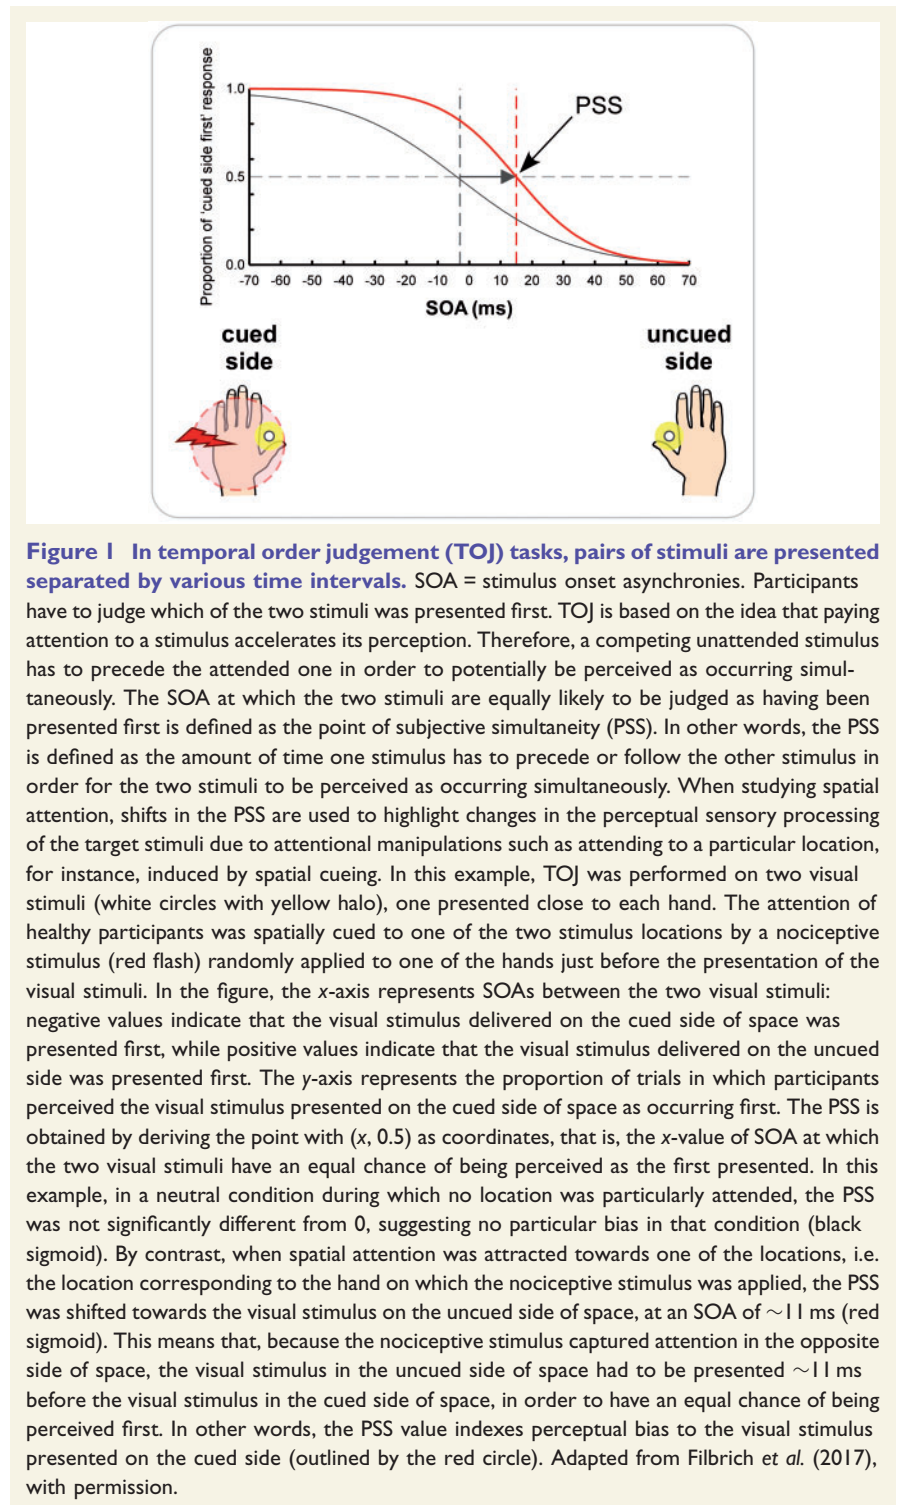 Proportion of 'cued side first' response
1.0
0.5
0.0
PSS
-70 -60 -50 -40 -30 -20 -10 0 10 20 30 40 50 60 70
SOA (ms)
cued side
uncued side
Figure 1 In temporal order judgement (TOJ) tasks, pairs of stimuli are presented
separated by various time intervals. SOA = stimulus onset asynchronies. Participants
have to judge which of the two stimuli was presented first. TOJ is based on the idea that paying
attention to a stimulus accelerates its perception. Therefore, a competing unattended stimulus
has to precede the attended one in order to potentially be perceived as occurring simul-
taneously. The SOA at which the two stimuli are equally likely to be judged as having been
presented first is defined as the point of subjective simultaneity (PSS). In other words, the PSS
is defined as the amount of time one stimulus has to precede or follow the other stimulus in
order for the two stimuli to be perceived as occurring simultaneously. When studying spatial
attention, shifts in the PSS are used to highlight changes in the perceptual sensory processing
of the target stimuli due to attentional manipulations such as attending to a particular location,
for instance, induced by spatial cueing. In this example, TOJ was performed on two visual
stimuli (white circles with yellow halo), one presented close to each hand. The attention of
healthy participants was spatially cued to one of the two stimulus locations by a nociceptive
stimulus (red flash) randomly applied to one of the hands just before the presentation of the
visual stimuli. In the figure, the x-axis represents SOAs between the two visual stimuli:
negative values indicate that the visual stimulus delivered on the cued side of space was
presented first, while positive values indicate that the visual stimulus delivered on the uncued
side was presented first. The y-axis represents the proportion of trials in which participants
perceived the visual stimulus presented on the cued side of space as occurring first. The PSS is
obtained by deriving the point with (x, 0.5) as coordinates, that is, the x-value of SOA at which
the two visual stimuli have an equal chance of being perceived as the first presented. In this
example, in a neutral condition during which no location was particularly attended, the PSS
was not significantly different from 0, suggesting no particular bias in that condition (black
sigmoid). By contrast, when spatial attention was attracted towards one of the locations, i.e.
the location corresponding to the hand on which the nociceptive stimulus was applied, the PSS
was shifted towards the visual stimulus on the uncued side of space, at an SOA of ~11 ms (red
sigmoid). This means that, because the nociceptive stimulus captured attention in the opposite
side of space, the visual stimulus in the uncued side of space had to be presented ~11 ms
before the visual stimulus in the cued side of space, in order to have an equal chance of being
perceived first. In other words, the PSS value indexes perceptual bias to the visual stimulus
presented on the cued side (outlined by the red circle). Adapted from Filbrich et al. (2017),
with permission.